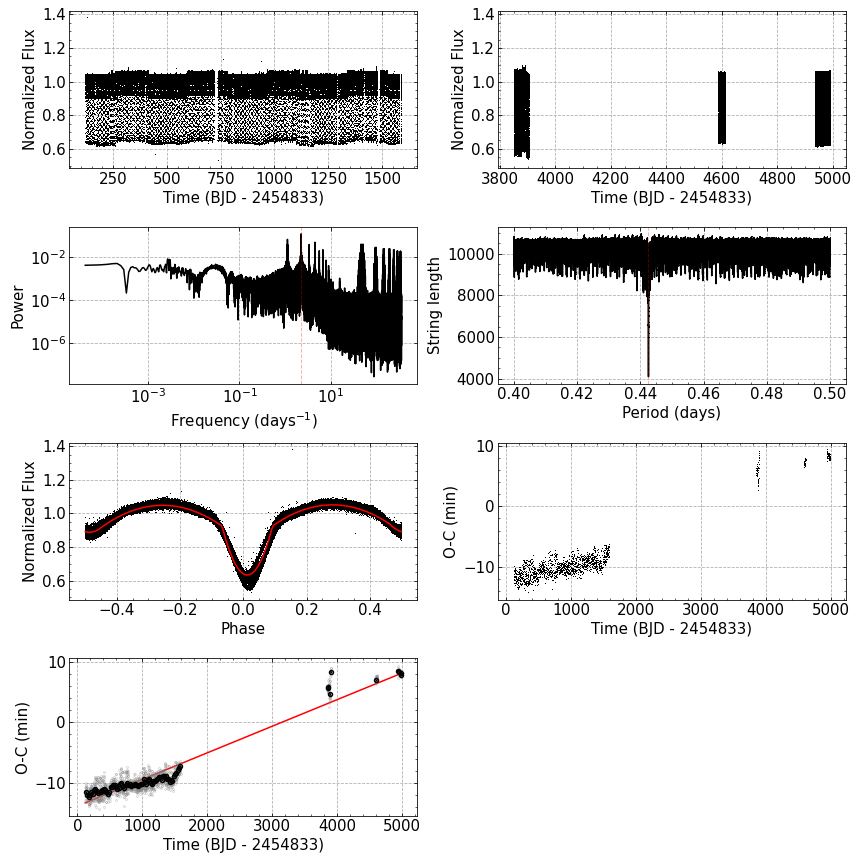 1.4
1.2
1.0
0.8
0.6
Normalized Flux
250 500 750 1000 1250 1500
Time (BJD - 2454833)
1.4
1.2
1.0
0.8
0.6
Normalized Flux
3800 4000 4200 4400 4600 4800 5000
Time (BJD - 2454833)
10⁻²
10⁻⁴
10⁻⁶
Power
10⁻³ 10⁻¹ 10¹
Frequency (days⁻¹)
10000
8000
6000
4000
String length
0.40 0.42 0.44 0.46 0.48 0.50
Period (days)
1.4
1.2
1.0
0.8
0.6
Normalized Flux
−0.4 −0.2 0.0 0.2 0.4
Phase
10
0
−10
O-C (min)
0 1000 2000 3000 4000 5000
Time (BJD - 2454833)
10
0
−10
O-C (min)
0 1000 2000 3000 4000 5000
Time (BJD - 2454833)